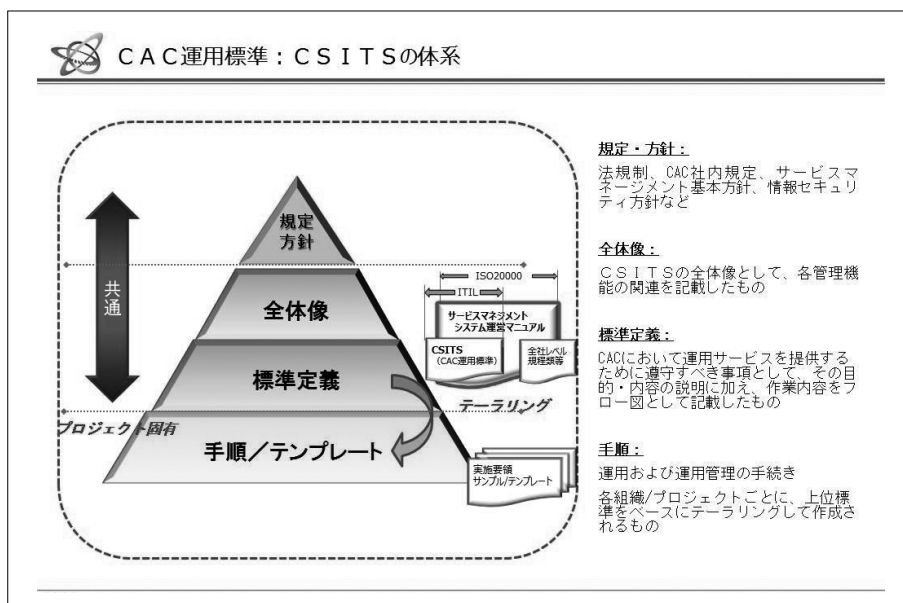 ＣＡＣ運用標準：ＣＳＩＴＳの体系
共通
規定
方針
全体像
標準定義
手順／テンプレート
プロジェクト固有
ISO20000
ITIL
サービスマネジメント
システム運営マニュアル
CSITS
(CAC運用標準)
全社レベル
規程類等
テーラリング
実施要領
サンプル/テンプレート
規定・方針：
法規制、CAC社内規定、サービスマ
ネージメント基本方針、情報セキュリ
ティ方針など
全体像：
ＣＳＩＴＳの全体像として、各管理機
能の関連を記載したもの
標準定義：
CACにおいて運用サービスを提供する
ために遵守すべき事項として、その目
的・内容の説明に加え、作業内容をフ
ロー図として記載したもの
手順：
運用および運用管理の手続き
各組織/プロジェクトごとに、上位標
準をベースにテーラリングして作成さ
れるもの